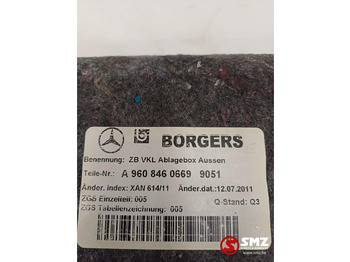 BORGERS
Benennung: ZB VKL Ablagebox Aussen
Teile-Nr.: A 960 846 0669 9051
Änder. index: XAN 614/11 Änder.dat.:12.07.2011
ZGS Einzelteil: 005 Q-Stand: Q3
ZGS Tabellenzeichnung: 005
SMZ